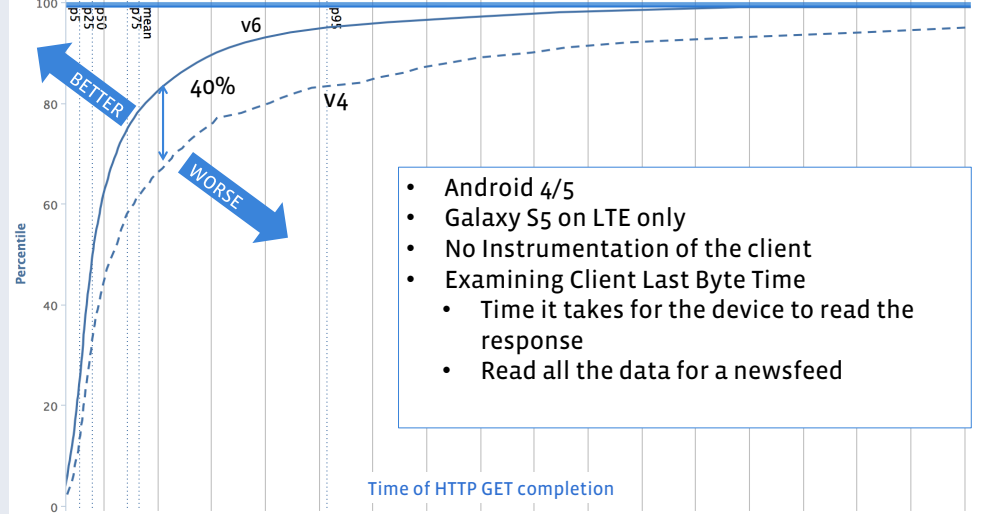 100
p5
p25
p50
p75
mean
p95
v6
BETTER
40%
80
v4
WORSE
• Android 4/5
• Galaxy S5 on LTE only
• No Instrumentation of the client
• Examining Client Last Byte Time
• Time it takes for the device to read the
response
• Read all the data for a newsfeed
60
Percentile
40
20
Time of HTTP GET completion
0